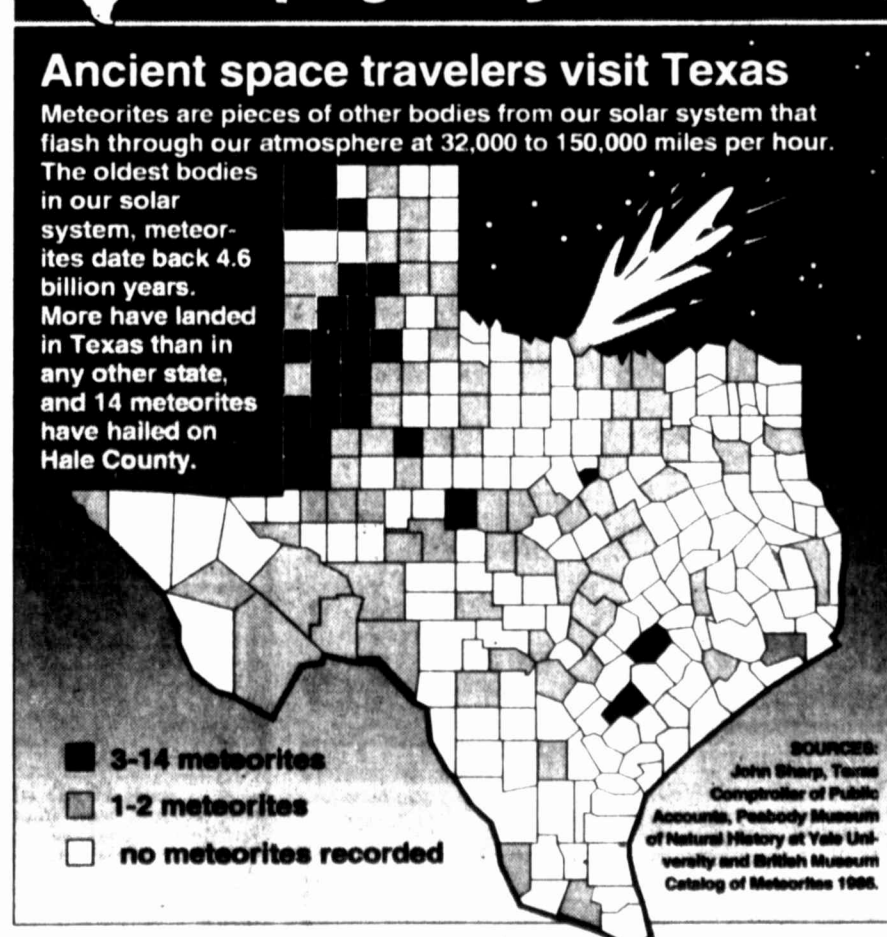 Ancient space travelers visit Texas
Meteorites are pieces of other bodies from our solar system that
flash through our atmosphere at 32,000 to 150,000 miles per hour.
The oldest bodies
in our solar
system, meteor-
ites date back 4.6
billion years.
More have landed
in Texas than in
any other state,
and 14 meteorites
have hailed on
Hale County.
3-14 meteorites
1-2 meteorites
no meteorites recorded
SOURCES:
John Sharp, Texas
Comptroller of Public
Accounts, Peabody Museum
of Natural History at Yale Uni-
versity and British Museum
Catalog of Meteorites 1985.